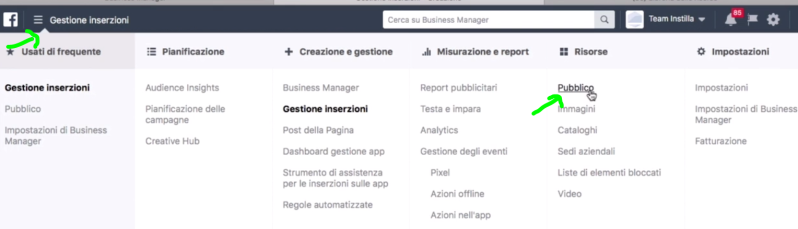 f Gestione inserzioni Cerca su Business Manager Team Instilla 85
Usati di frequente
Gestione inserzioni
Pubblico
Impostazioni di Business
Manager
Pianificazione
Audience Insights
Pianificazione delle
campagne
Creative Hub
Creazione e gestione
Business Manager
Gestione inserzioni
Post della Pagina
Dashboard gestione app
Strumento di assistenza
per le inserzioni sulle app
Regole automatizzate
Misurazione e report
Report pubblicitari
Testa e impara
Analytics
Gestione degli eventi
Pixel
Azioni offline
Azioni nell'app
Risorse
Pubblico
Immagini
Cataloghi
Sedi aziendali
Liste di elementi bloccati
Video
Impostazioni
Impostazioni
Impostazioni di Business
Manager
Fatturazione